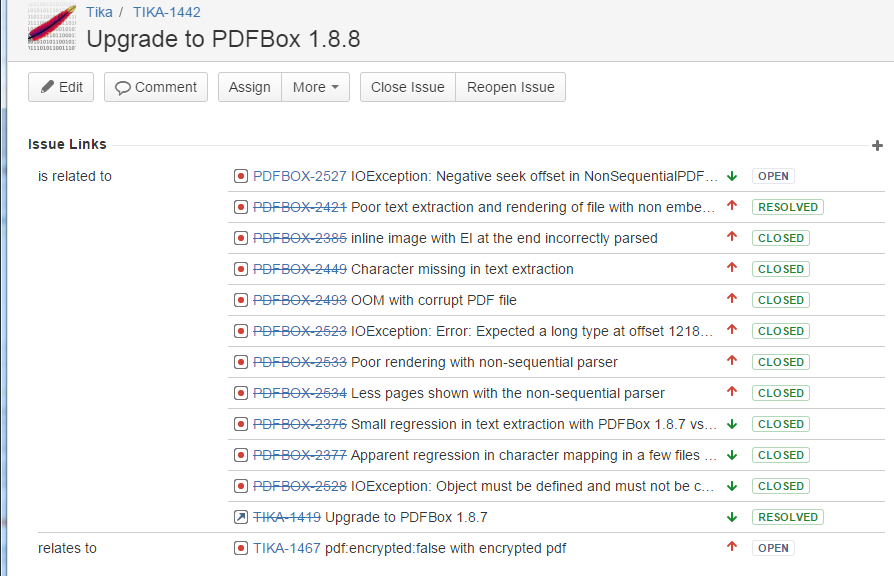 Tika / TIKA-1442
Upgrade to PDFBox 1.8.8
Edit Comment Assign More Close Issue Reopen Issue
Issue Links
is related to PDFBOX-2527 IOException: Negative seek offset in NonSequentialPDF... OPEN
PDFBOX-2421 Poor text extraction and rendering of file with non embe... RESOLVED
PDFBOX-2385 inline image with EI at the end incorrectly parsed CLOSED
PDFBOX-2449 Character missing in text extraction CLOSED
PDFBOX-2493 OOM with corrupt PDF file CLOSED
PDFBOX-2523 IOException: Error: Expected a long type at offset 1218... CLOSED
PDFBOX-2533 Poor rendering with non-sequential parser CLOSED
PDFBOX-2534 Less pages shown with the non-sequential parser CLOSED
PDFBOX-2376 Small regression in text extraction with PDFBox 1.8.7 vs... CLOSED
PDFBOX-2377 Apparent regression in character mapping in a few files ... CLOSED
PDFBOX-2528 IOException: Object must be defined and must not be c... CLOSED
TIKA-1419 Upgrade to PDFBox 1.8.7 RESOLVED
relates to TIKA-1467 pdf:encrypted:false with encrypted pdf OPEN